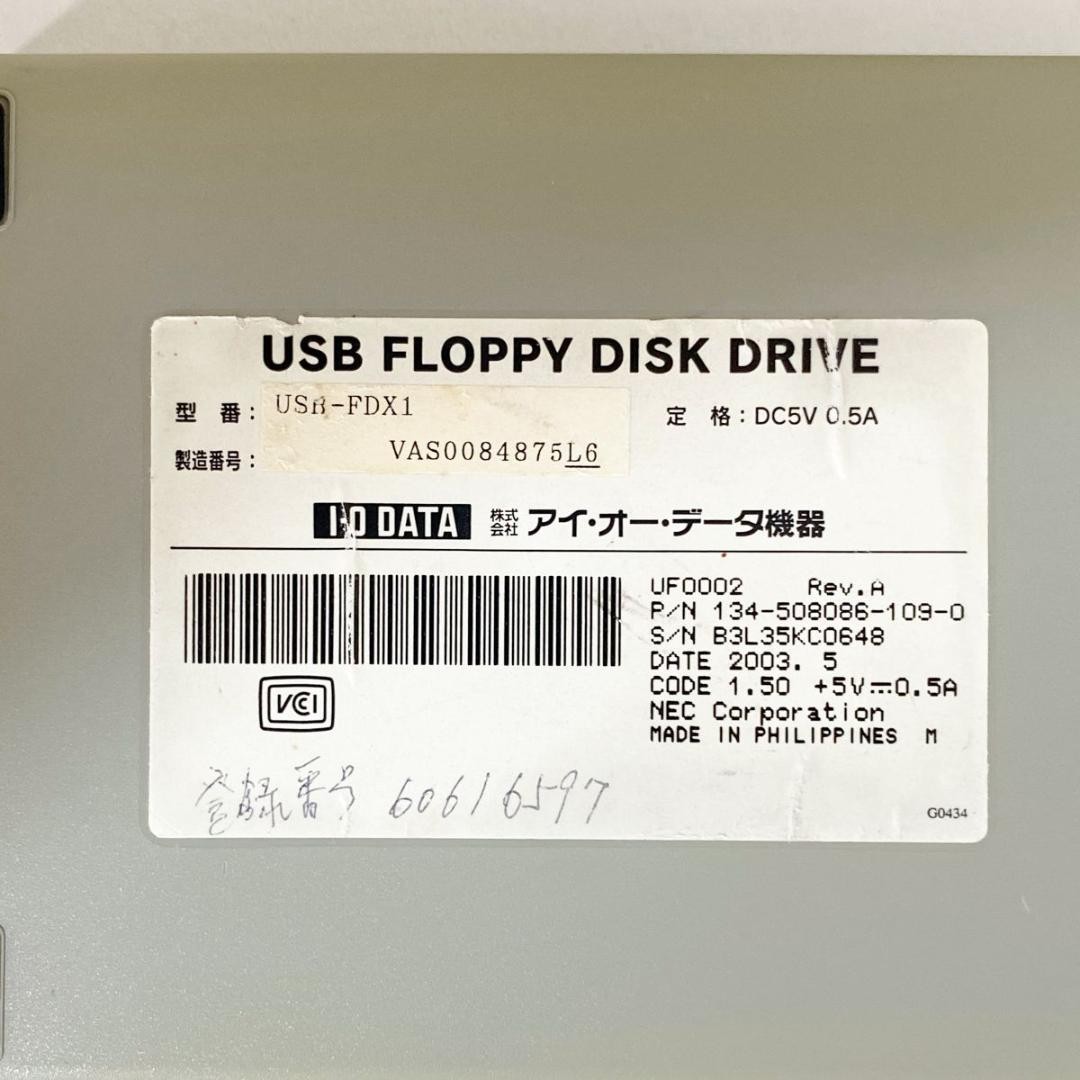 USB FLOPPY DISK DRIVE
型 番： USB-FDX1
定 格：DC5V 0.5A
製造番号： VAS0084875L6
I-O DATA 株式会社 アイ・オー・データ機器
UF0002 Rev.A
P/N 134-508086-109-0
S/N B3L35KC0648
DATE 2003. 5
CODE 1.50 +5V⎓0.5A
NEC Corporation
MADE IN PHILIPPINES M
VCI
登録番号 60616597
G0434